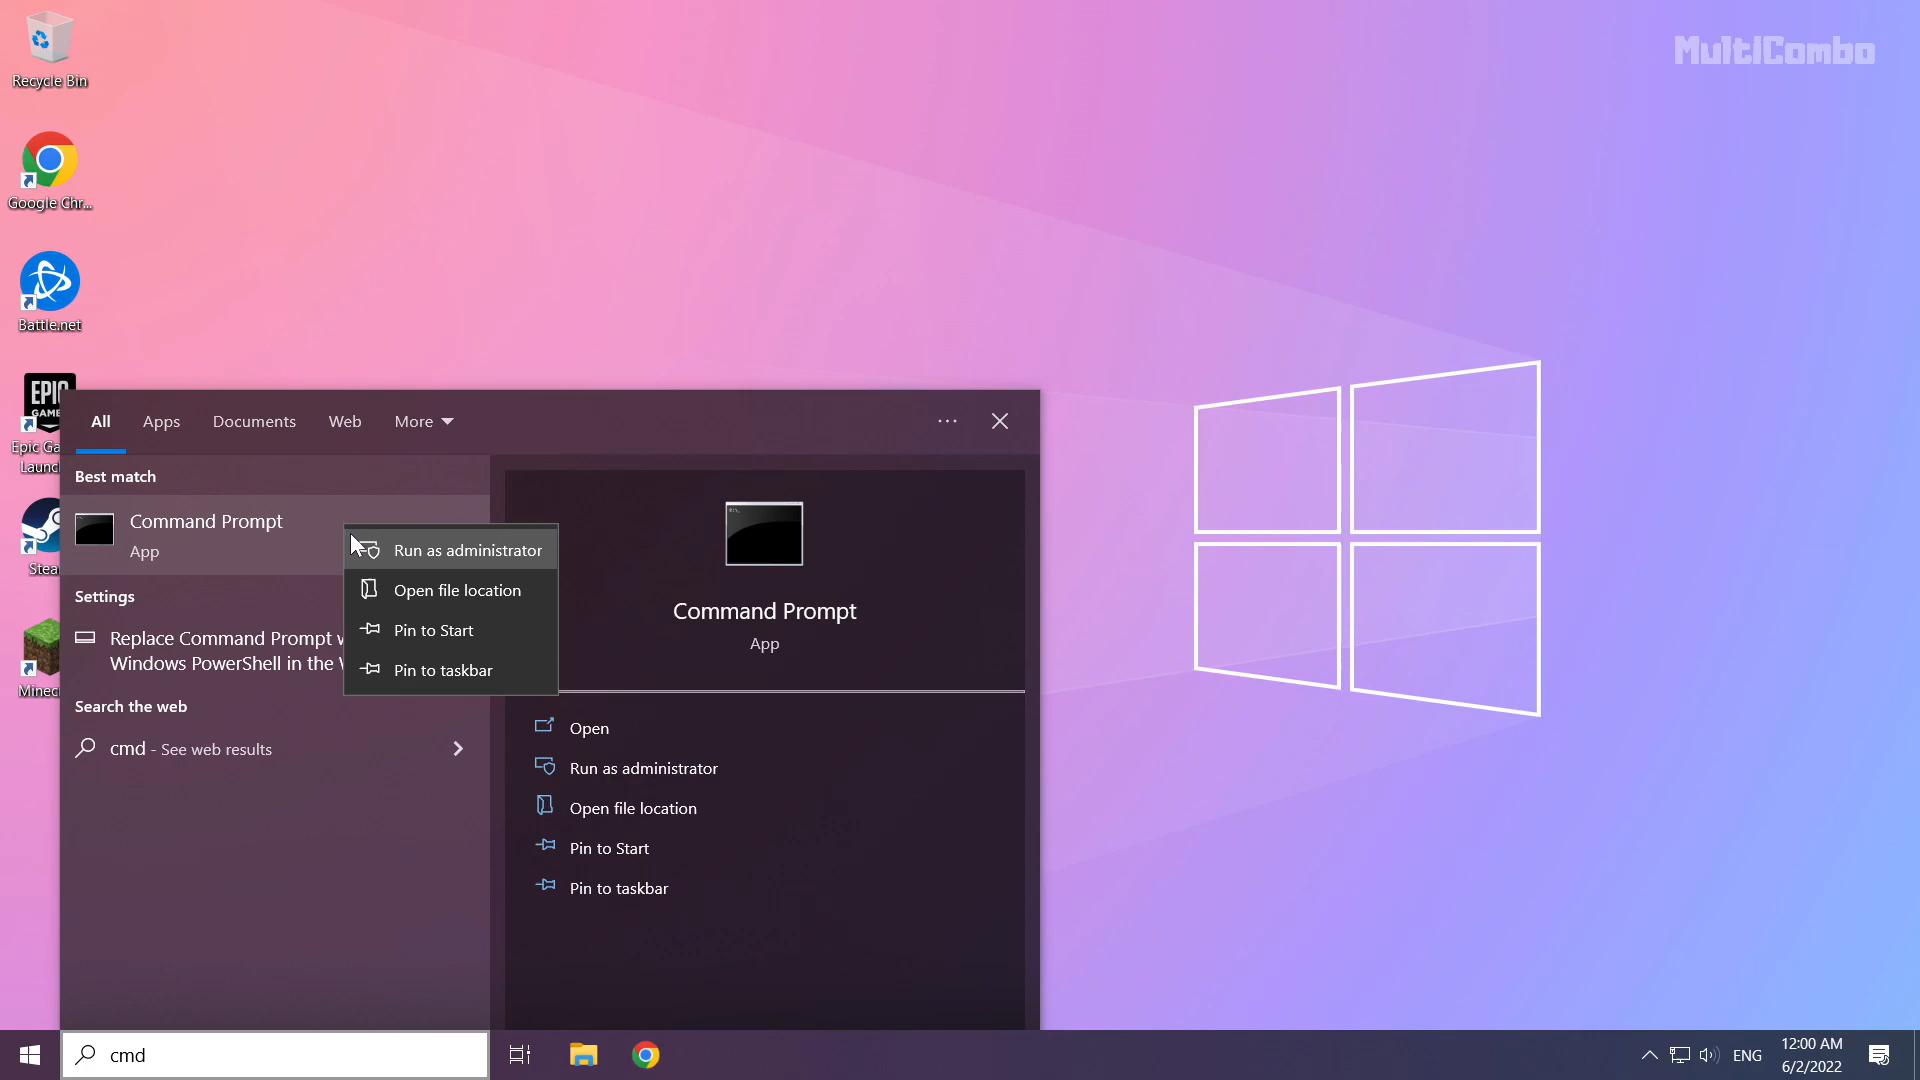 Recycle Bin
MultiCombo
Google Chr...
Battle.net
EPIC
GAM
Epic Ga
Launc
Stea
Minec
All
Apps
Documents
Web
More
Best match
Command Prompt
App
Settings
Replace Command Prompt w
Windows PowerShell in the
Search the web
cmd - See web results
Run as administrator
Open file location
Pin to Start
Pin to taskbar
Command Prompt
App
Open
Run as administrator
Open file location
Pin to Start
Pin to taskbar
cmd
ENG
12:00 AM
6/2/2022